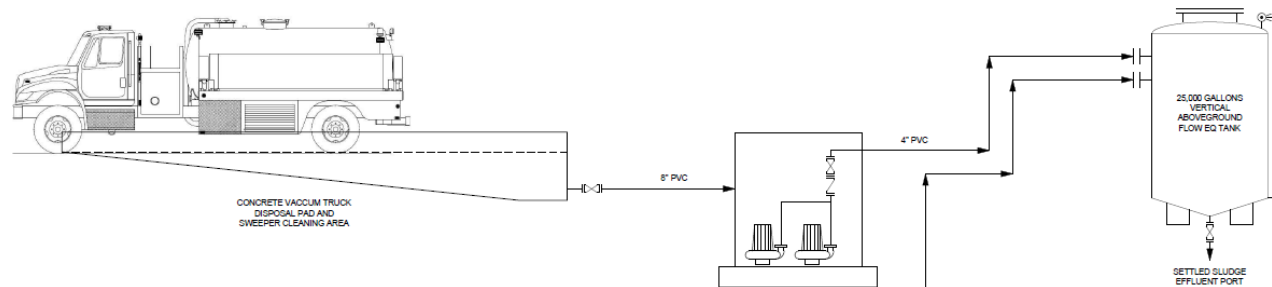 CONCRETE VACCUM TRUCK
DISPOSAL PAD AND
SWEEPER CLEANING AREA
8" PVC
4" PVC
25,000 GALLONS
VERTICAL
ABOVEGROUND
FLOW EQ TANK
SETTLED SLUDGE
EFFLUENT PORT